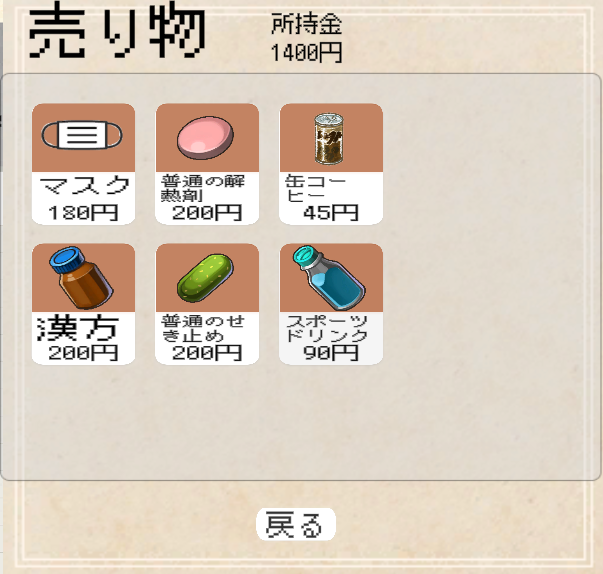 売り物
所持金
1400円
マスク
180円
普通の解
熱剤
200円
缶コー
ヒー
45円
漢方
200円
普通のせ
き止め
200円
スポーツ
ドリンク
90円
戻る